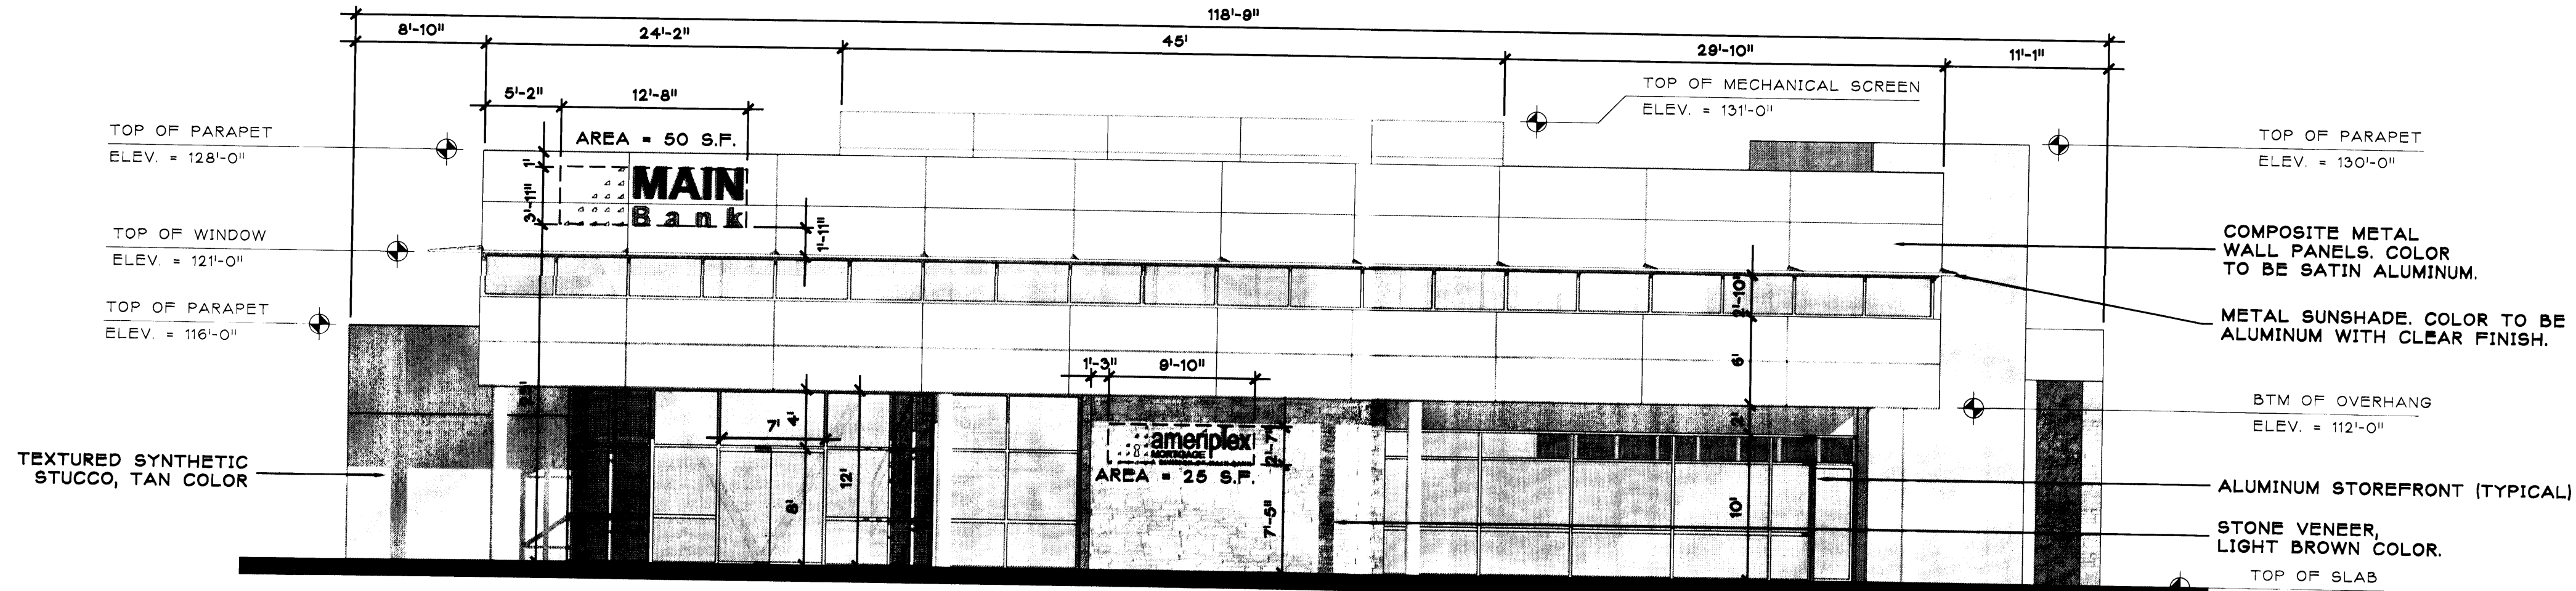 118'-9"
8'-10"
24'-2"
45'
29'-10"
11'-1"
5'-2"
12'-8"
TOP OF MECHANICAL SCREEN
ELEV. = 131'-0"
TOP OF PARAPET
ELEV. = 128'-0"
AREA = 50 S.F.
TOP OF PARAPET
ELEV. = 130'-0"
1'
3'-11"
MAIN
Bank
1'-11"
TOP OF WINDOW
ELEV. = 121'-0"
COMPOSITE METAL
WALL PANELS. COLOR
TO BE SATIN ALUMINUM.
2'-10"
TOP OF PARAPET
ELEV. = 116'-0"
METAL SUNSHADE. COLOR TO BE
ALUMINUM WITH CLEAR FINISH.
6'
1'-3"
9'-10"
BTM OF OVERHANG
ELEV. = 112'-0"
4'
7'
2'
ameriplex
MORTGAGE
2'-7"
AREA = 25 S.F.
TEXTURED SYNTHETIC
STUCCO, TAN COLOR
12'
8'
7'-5"
10'
ALUMINUM STOREFRONT (TYPICAL)
STONE VENEER,
LIGHT BROWN COLOR.
TOP OF SLAB